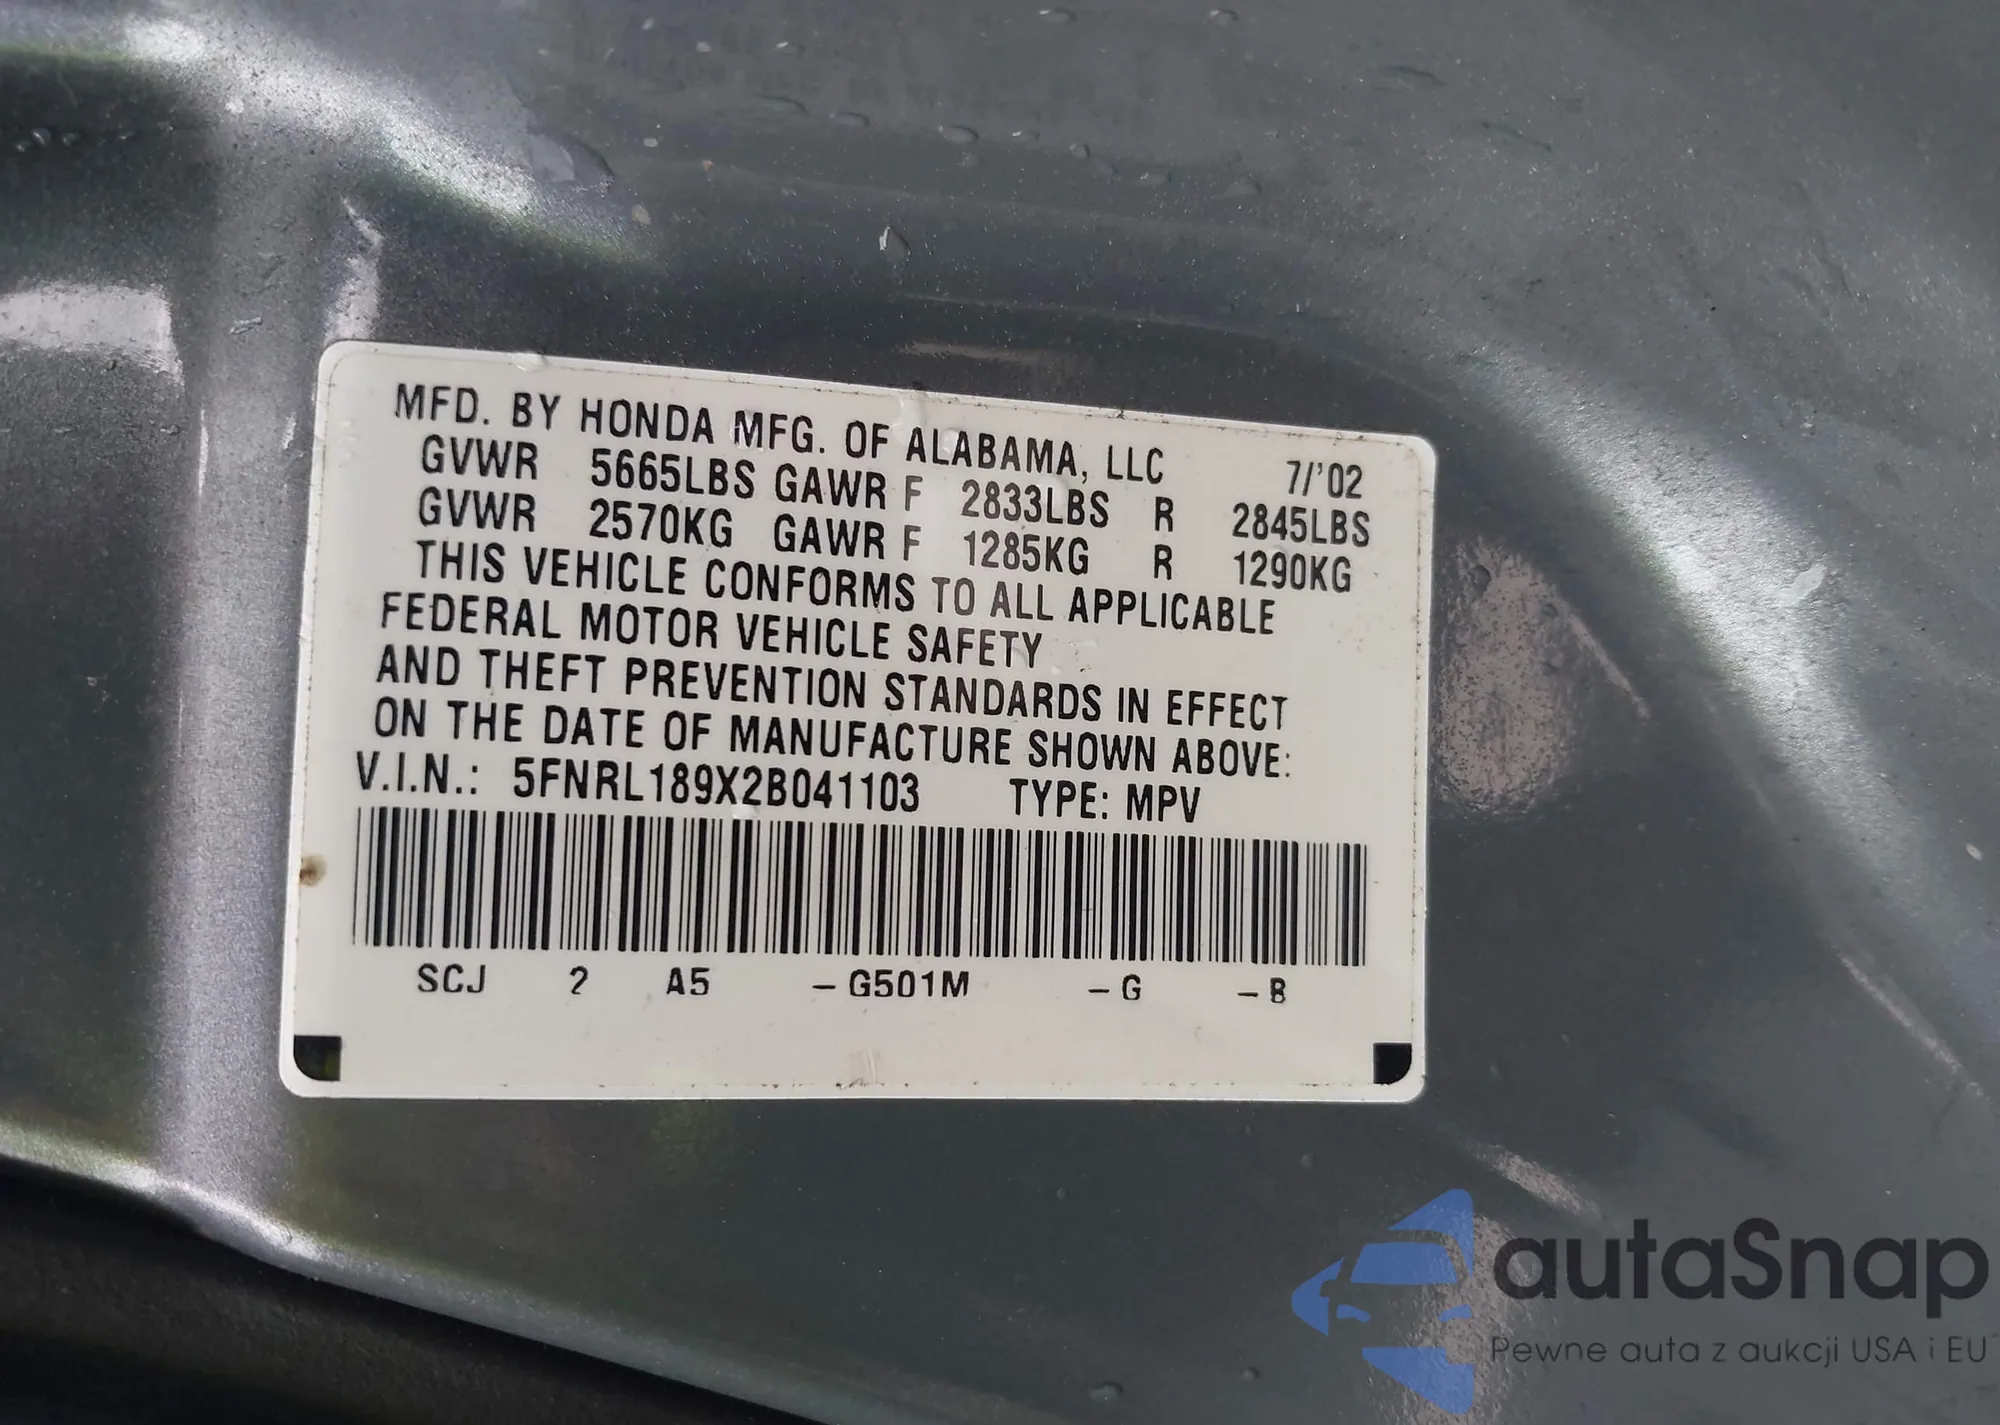 MFD. BY HONDA MFG. OF ALABAMA, LLC 7/'02
GVWR 5665LBS GAWR F 2833LBS R 2845LBS
GVWR 2570KG GAWR F 1285KG R 1290KG
THIS VEHICLE CONFORMS TO ALL APPLICABLE
FEDERAL MOTOR VEHICLE SAFETY
AND THEFT PREVENTION STANDARDS IN EFFECT
ON THE DATE OF MANUFACTURE SHOWN ABOVE:
V.I.N.: 5FNRL189X2B041103 TYPE: MPV
SCJ 2 A5 –G501M –G –B
autaSnap
Pewne auta z aukcji USA i EU